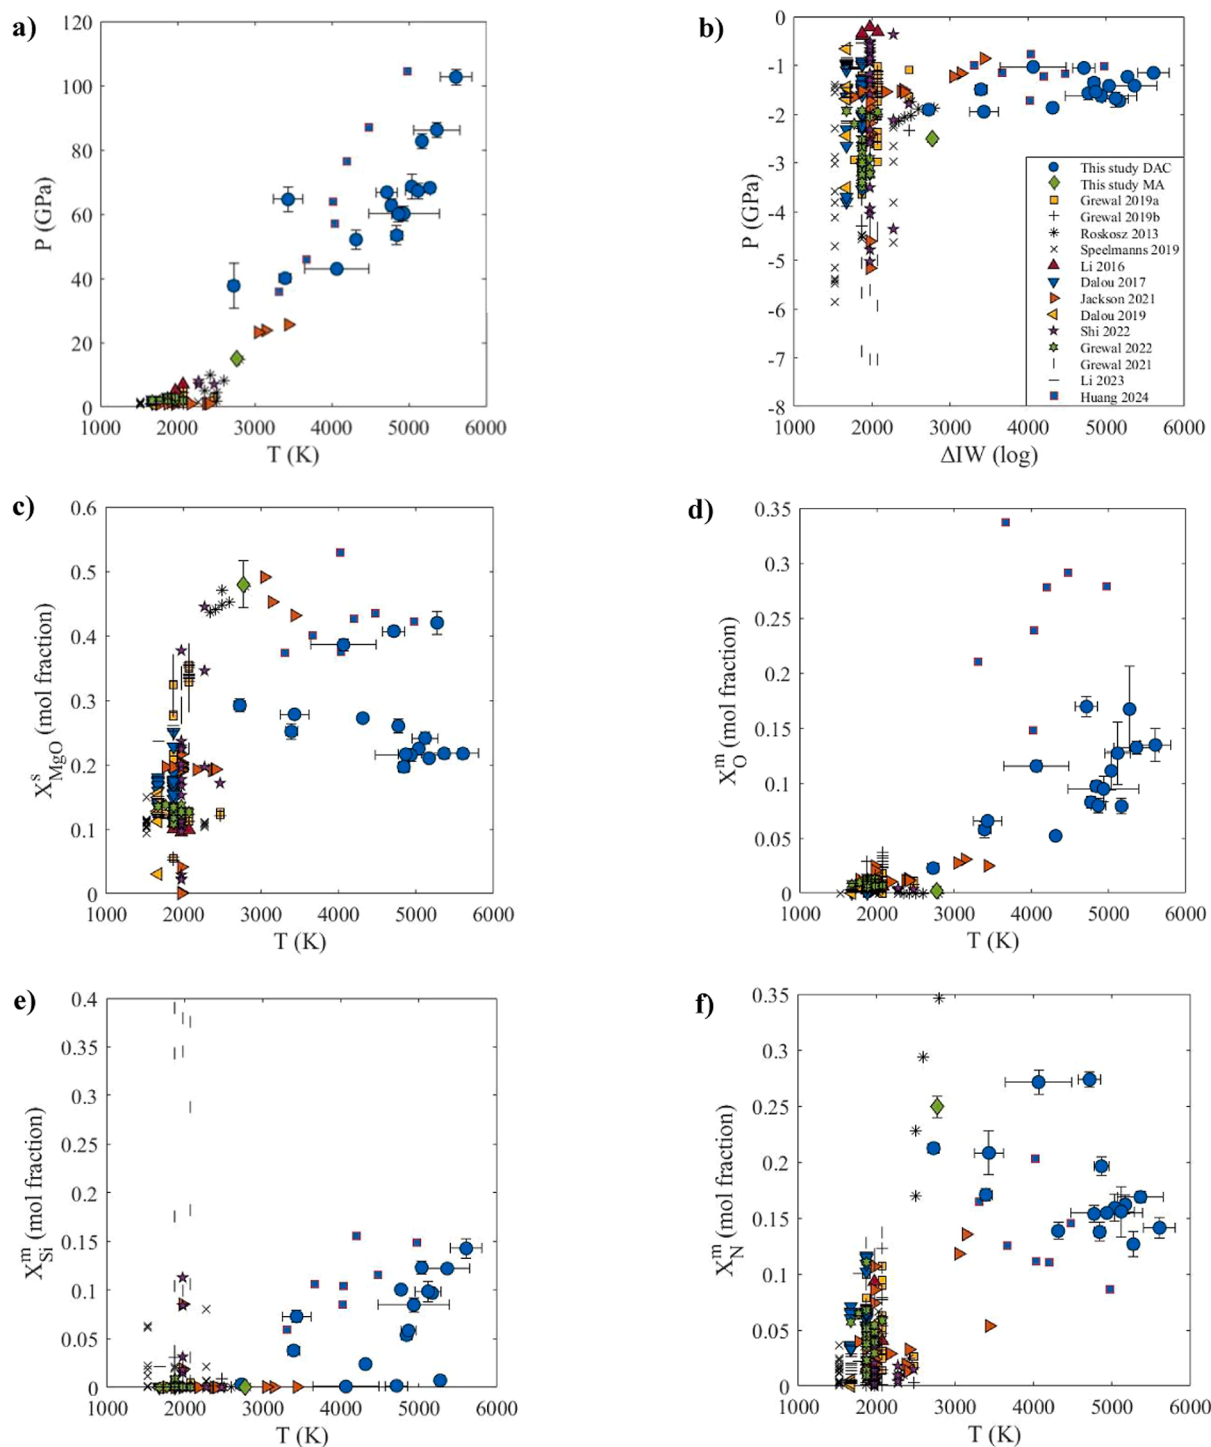 a)
120
100
80
60
40
20
0
P (GPa)
1000 2000 3000 4000 5000 6000
T (K)
b)
0
-1
-2
-3
-4
-5
-6
-7
-8
P (GPa)
This study DAC
This study MA
Grewal 2019a
Grewal 2019b
Roskosz 2013
Speelmanns 2019
Li 2016
Dalou 2017
Jackson 2021
Dalou 2019
Shi 2022
Grewal 2022
Grewal 2021
Li 2023
Huang 2024
1000 2000 3000 4000 5000 6000
ΔIW (log)
c)
0.6
0.5
0.4
0.3
0.2
0.1
0
X^s_MgO (mol fraction)
1000 2000 3000 4000 5000 6000
T (K)
d)
0.35
0.3
0.25
0.2
0.15
0.1
0.05
0
X^m_O (mol fraction)
1000 2000 3000 4000 5000 6000
T (K)
e)
0.4
0.35
0.3
0.25
0.2
0.15
0.1
0.05
0
X^m_Si (mol fraction)
1000 2000 3000 4000 5000 6000
T (K)
f)
0.35
0.3
0.25
0.2
0.15
0.1
0.05
0
X^m_N (mol fraction)
1000 2000 3000 4000 5000 6000
T (K)